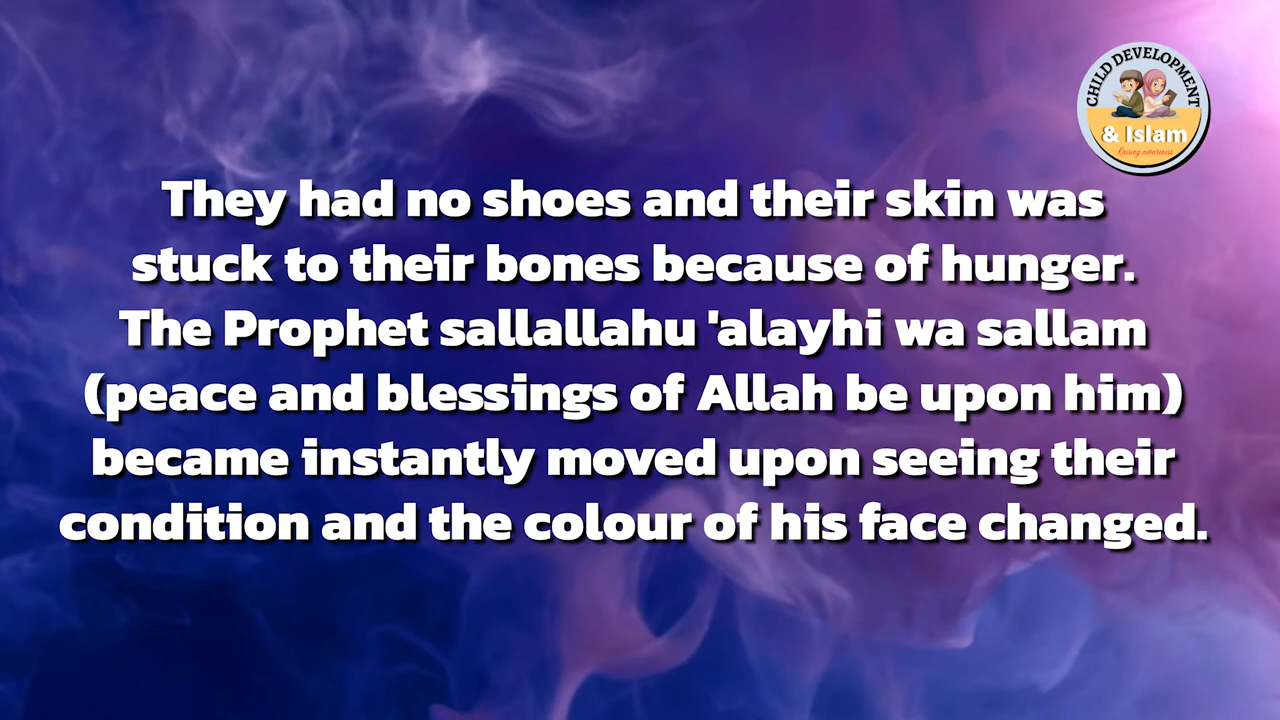 CHILD DEVELOPMENT
& Islam
Raising awareness
They had no shoes and their skin was
stuck to their bones because of hunger.
The Prophet sallallahu 'alayhi wa sallam
(peace and blessings of Allah be upon him)
became instantly moved upon seeing their
condition and the colour of his face changed.